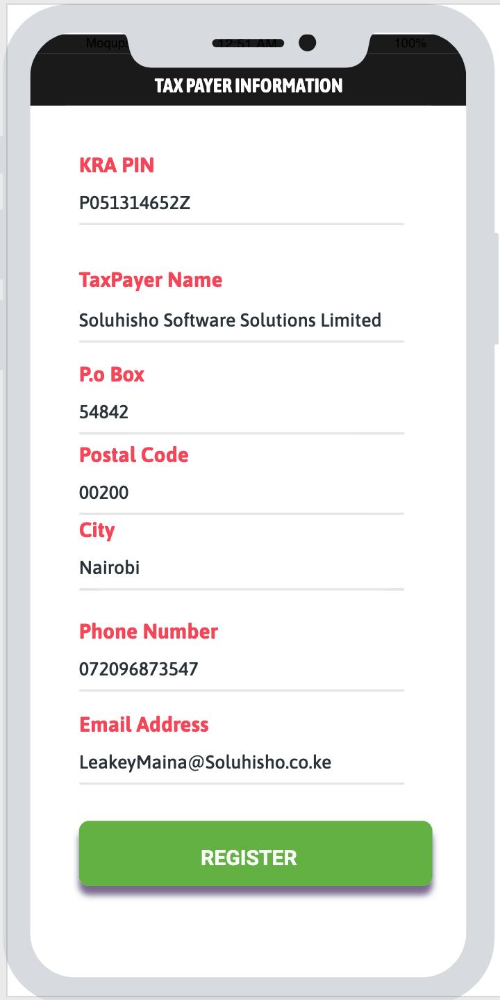 Moqups 12:51 AM 100%
TAX PAYER INFORMATION
KRA PIN
P051314652Z
TaxPayer Name
Soluhisho Software Solutions Limited
P.o Box
54842
Postal Code
00200
City
Nairobi
Phone Number
072096873547
Email Address
LeakeyMaina@Soluhisho.co.ke
REGISTER